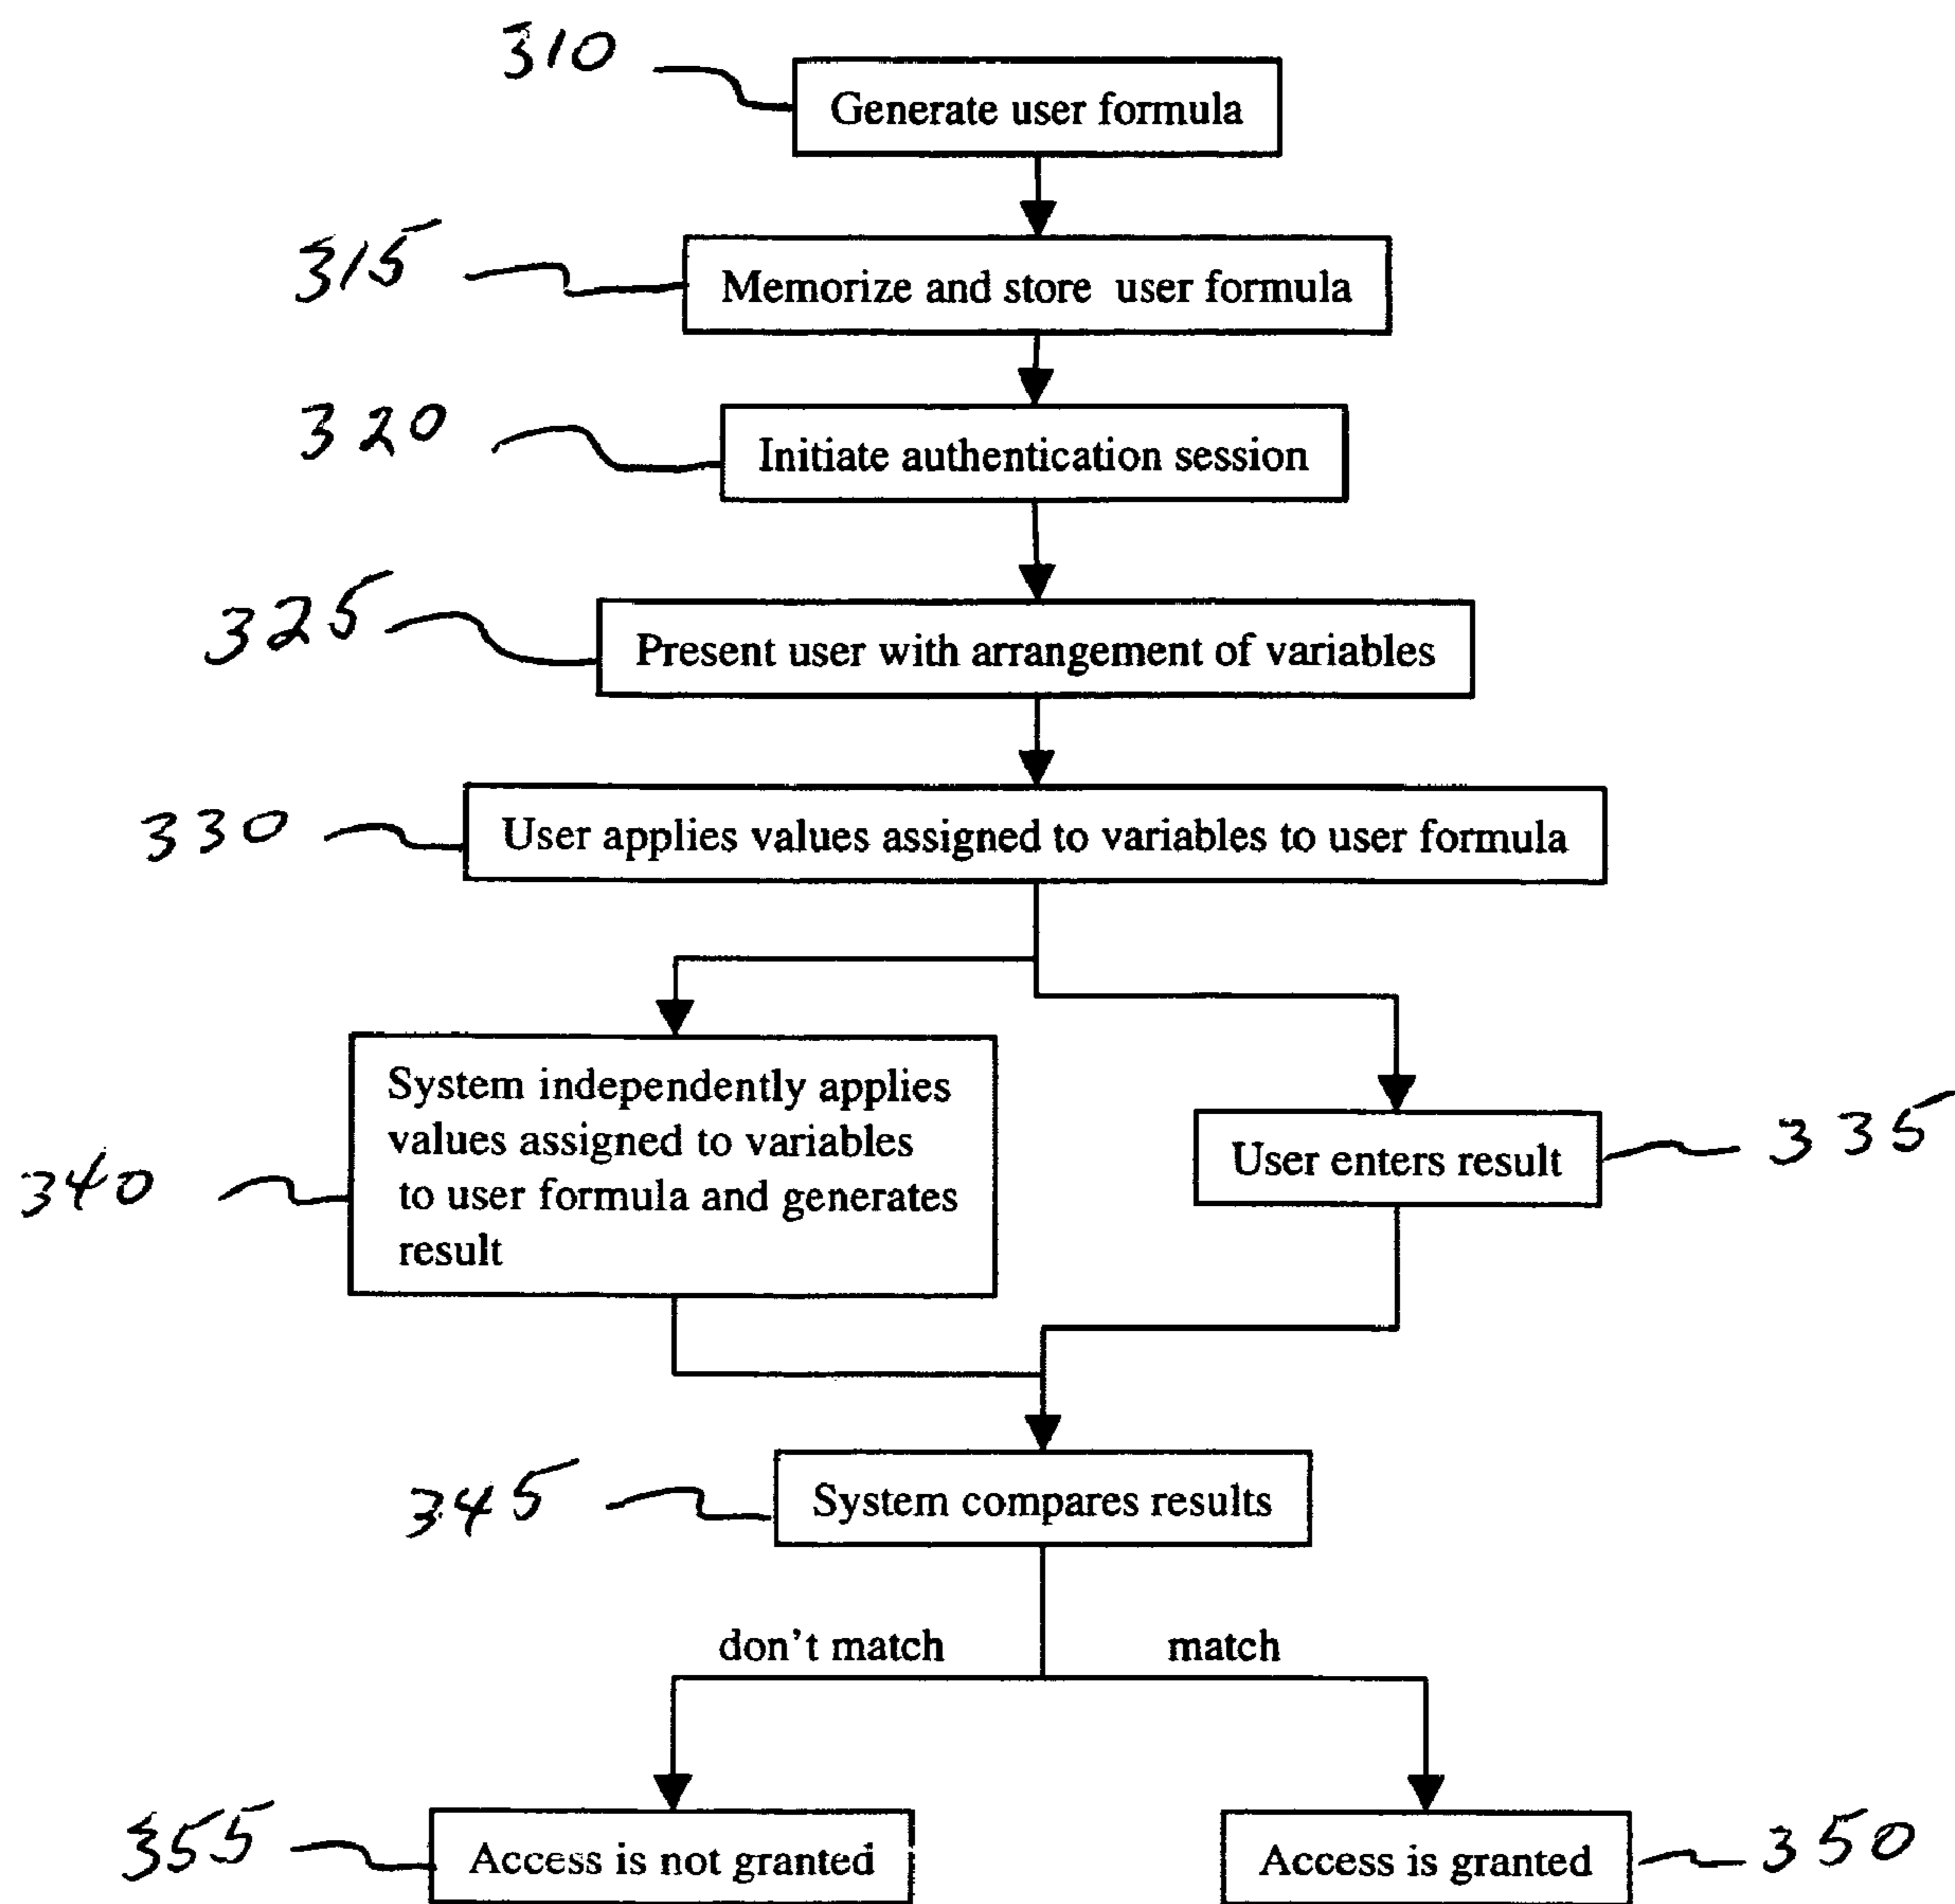 310
Generate user formula
315
Memorize and store user formula
320
Initiate authentication session
325
Present user with arrangement of variables
330
User applies values assigned to variables to user formula
340
System independently applies
values assigned to variables
to user formula and generates
result
User enters result
335
345
System compares results
don't match
match
355
Access is not granted
Access is granted
350